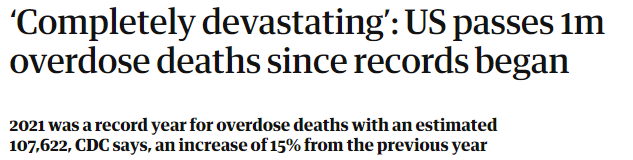 ‘Completely devastating’: US passes 1m
overdose deaths since records began
2021 was a record year for overdose deaths with an estimated
107,622, CDC says, an increase of 15% from the previous year